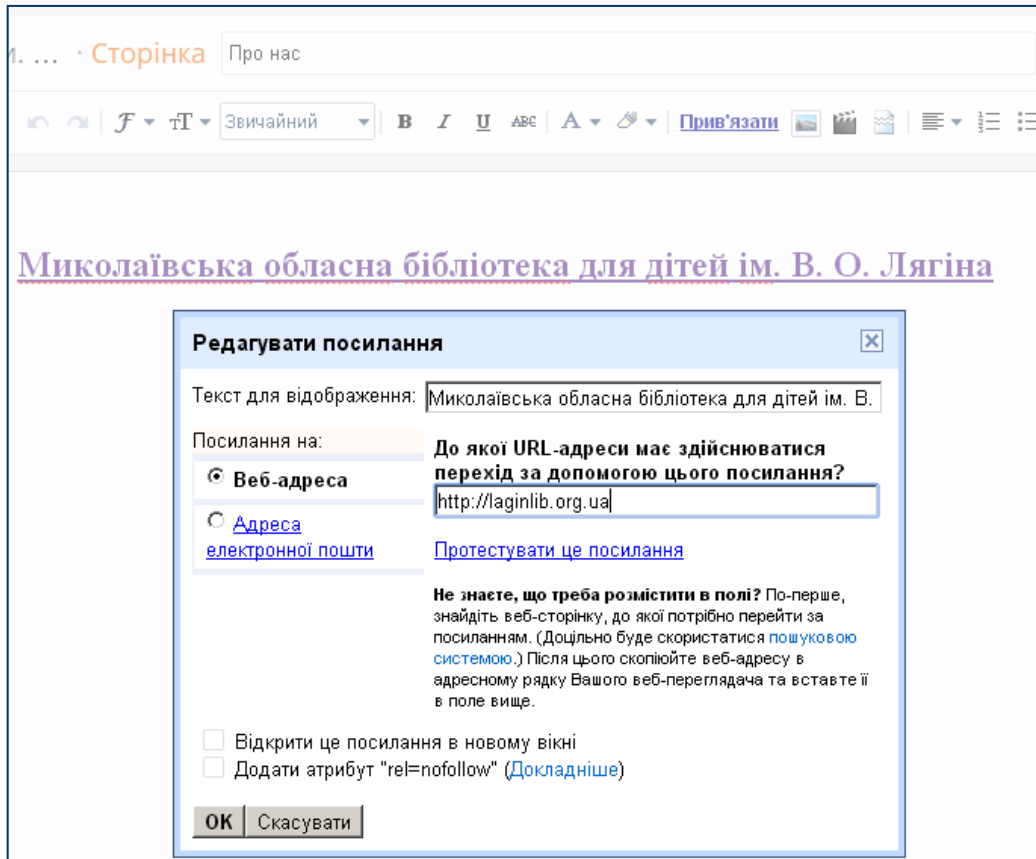 · Сторінка Про нас
Звичайний B I U ABC A Прив'язати
Миколаївська обласна бібліотека для дітей ім. В. О. Лягіна
Редагувати посилання
Текст для відображення: Миколаївська обласна бібліотека для дітей ім. В.
Посилання на:
Веб-адреса
Адреса
електронної пошти
До якої URL-адреси має здійснюватися
перехід за допомогою цього посилання?
http://laginlib.org.ua
Протестувати це посилання
Не знаєте, що треба розмістити в полі? По-перше,
знайдіть веб-сторінку, до якої потрібно перейти за
посиланням. (Доцільно буде скористатися пошуковою
системою.) Після цього скопіюйте веб-адресу в
адресному рядку Вашого веб-переглядача та вставте її
в поле вище.
Відкрити це посилання в новому вікні
Додати атрибут "rel=nofollow" (Докладніше)
OK Скасувати